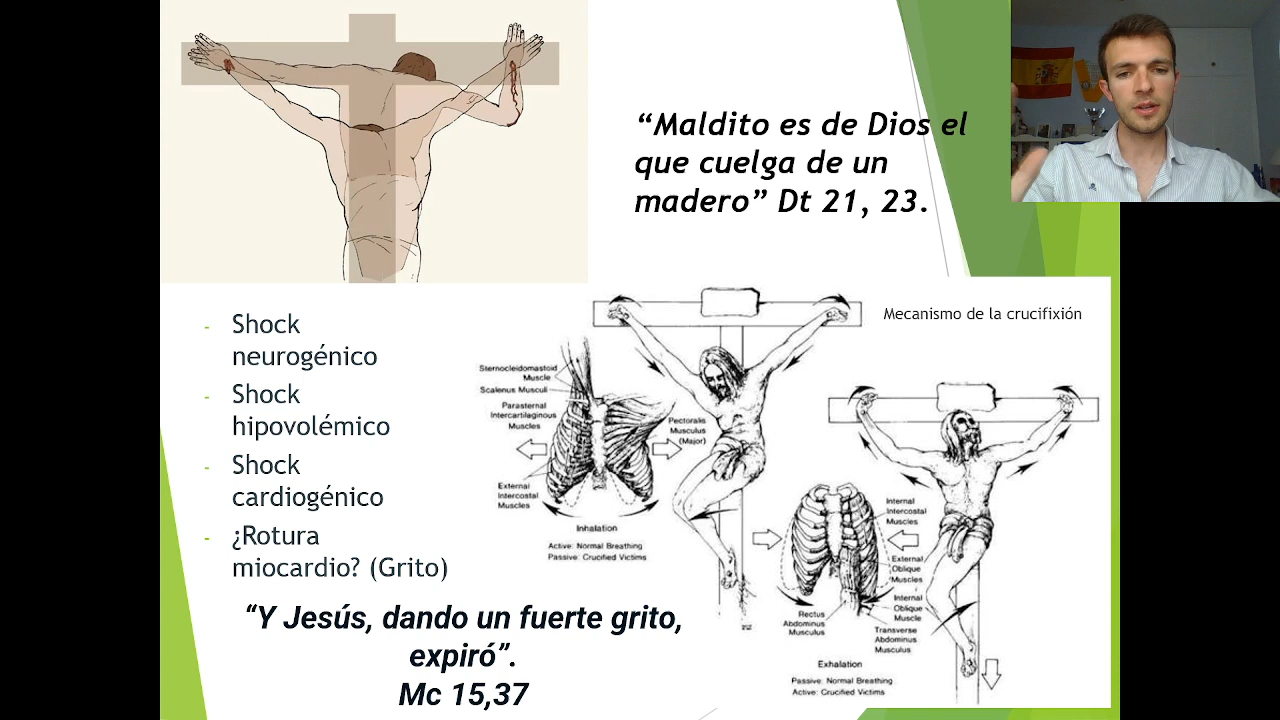 “Maldito es de Dios el
que cuelga de un
madero” Dt 21, 23.
Mecanismo de la crucifixión
- Shock
neurogénico
- Shock
hipovolémico
- Shock
cardiogénico
- ¿Rotura
miocardio? (Grito)
“Y Jesús, dando un fuerte grito,
expiró”.
Mc 15,37
Sternocleidomastoid
Muscle
Scalenus Musculi
Parasternal
Intercartilaginous
Muscles
Pectoralis
Musculus
(Major)
External
Intercostal
Muscles
Inhalation
Active: Normal Breathing
Passive: Crucified Victims
Internal
Intercostal
Muscles
External
Oblique
Muscles
Internal
Oblique
Muscle
Rectus
Abdominus
Musculus
Transverse
Abdominus
Musculus
Exhalation
Passive: Normal Breathing
Active: Crucified Victims